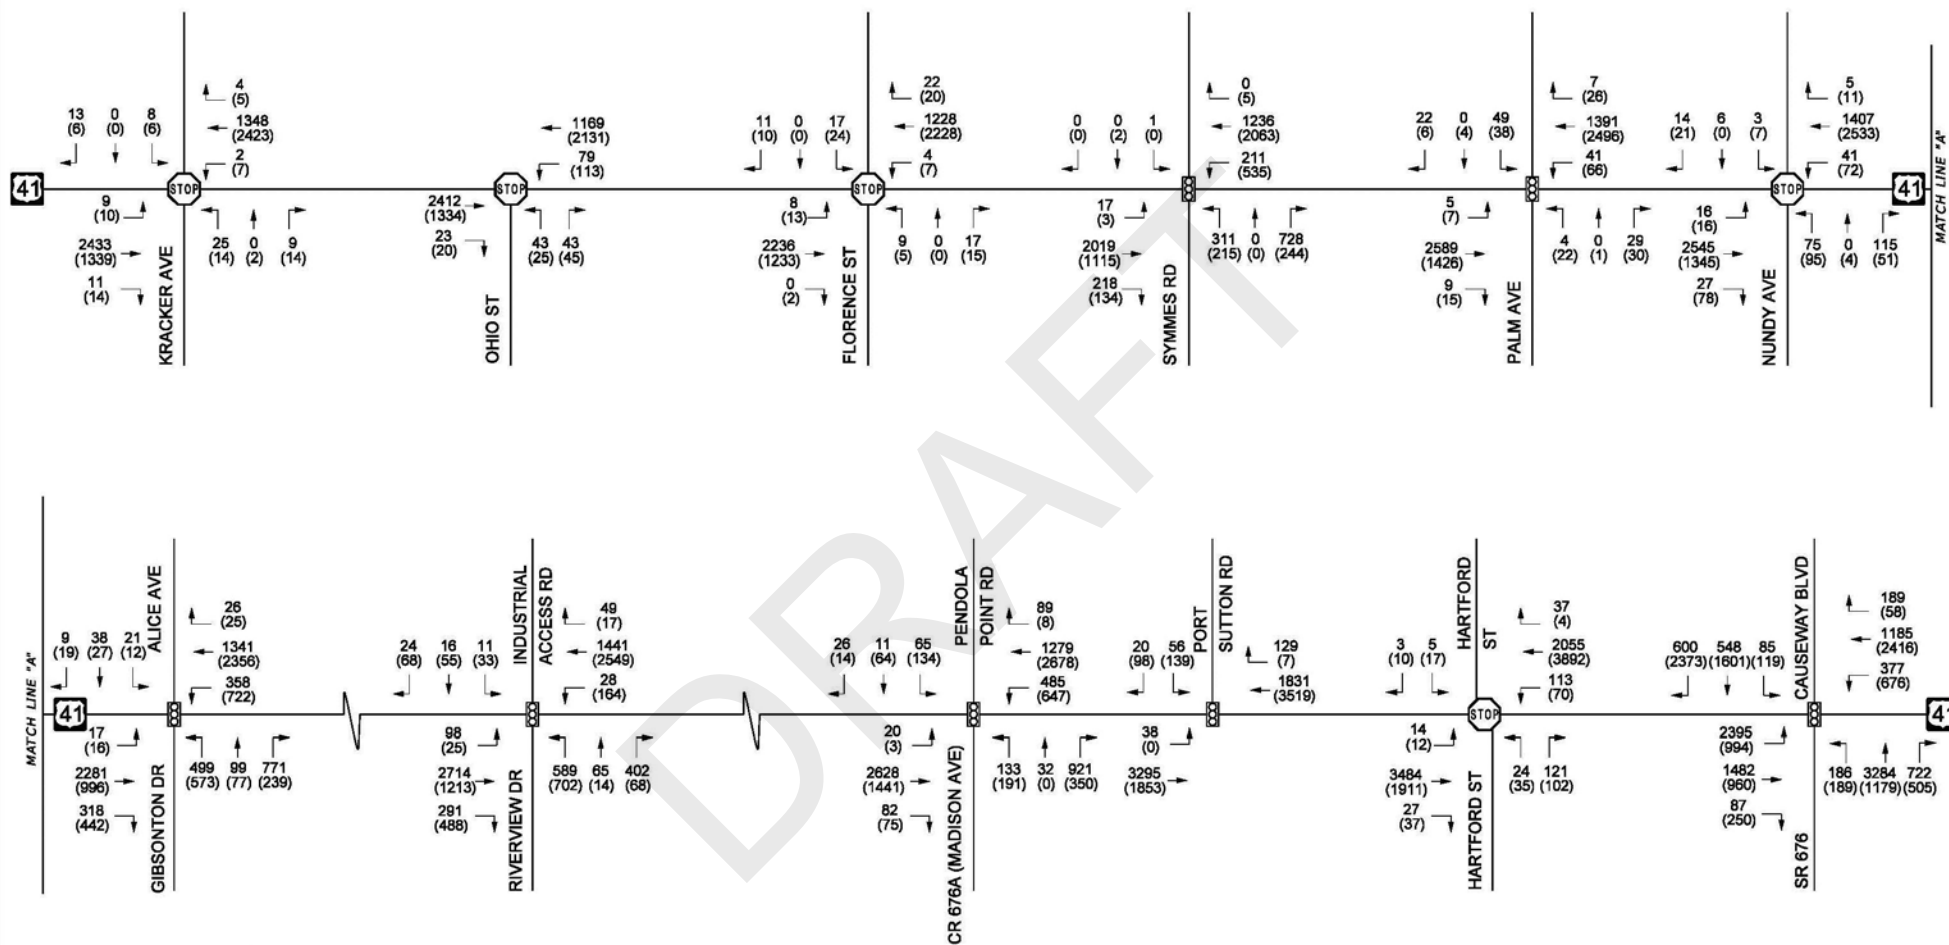 13 0 8
(6) (0) (6)
4
(5)
1348
(2423)
2
(7)
41
STOP
9
(10)
2433
(1339)
11
(14)
25 0 9
(14) (2) (14)
KRACKER AVE
1169
(2131)
79
(113)
STOP
2412
(1334)
23
(20)
43 43
(25) (45)
OHIO ST
11 0 17
(10) (0) (24)
22
(20)
1228
(2228)
4
(7)
STOP
8
(13)
2236
(1233)
0
(2)
9 0 17
(5) (0) (15)
FLORENCE ST
0 0 1
(0) (2) (0)
0
(5)
1236
(2063)
211
(535)
17
(3)
2019
(1115)
218
(134)
311 0 728
(215) (0) (244)
SYMMES RD
22 0 49
(6) (4) (38)
7
(26)
1391
(2496)
41
(66)
5
(7)
2589
(1426)
9
(15)
4 0 29
(22) (1) (30)
PALM AVE
14 6 3
(21) (0) (7)
5
(11)
1407
(2533)
41
(72)
STOP
41
16
(16)
2545
(1345)
27
(78)
75 0 115
(95) (4) (51)
NUNDY AVE
MATCH LINE "A"
DRAFT
MATCH LINE "A"
9 38 21
(19) (27) (12)
ALICE AVE
26
(25)
1341
(2356)
358
(722)
41
17
(16)
2281
(996)
318
(442)
499 99 771
(573) (77) (239)
GIBSONTON DR
24 16 11
(68) (55) (33)
INDUSTRIAL
ACCESS RD
49
(17)
1441
(2549)
28
(164)
98
(25)
2714
(1213)
291
(488)
589 65 402
(702) (14) (68)
RIVERVIEW DR
26 11 65
(14) (64) (134)
PENDOLA
POINT RD
89
(8)
1279
(2678)
485
(647)
20
(3)
2628
(1441)
82
(75)
133 32 921
(191) (0) (350)
CR 676A (MADISON AVE)
20 56
(98) (139)
PORT
SUTTON RD
129
(7)
1831
(3519)
38
(0)
3295
(1853)
3 5
(10) (17)
HARTFORD
ST
37
(4)
2055
(3892)
113
(70)
STOP
14
(12)
3484
(1911)
27
(37)
24 121
(35) (102)
HARTFORD ST
600 548 85
(2373) (1601) (119)
CAUSEWAY BLVD
189
(58)
1185
(2416)
377
(676)
41
2395
(994)
1482
(960)
87
(250)
186 3284 722
(189) (1179) (505)
SR 676